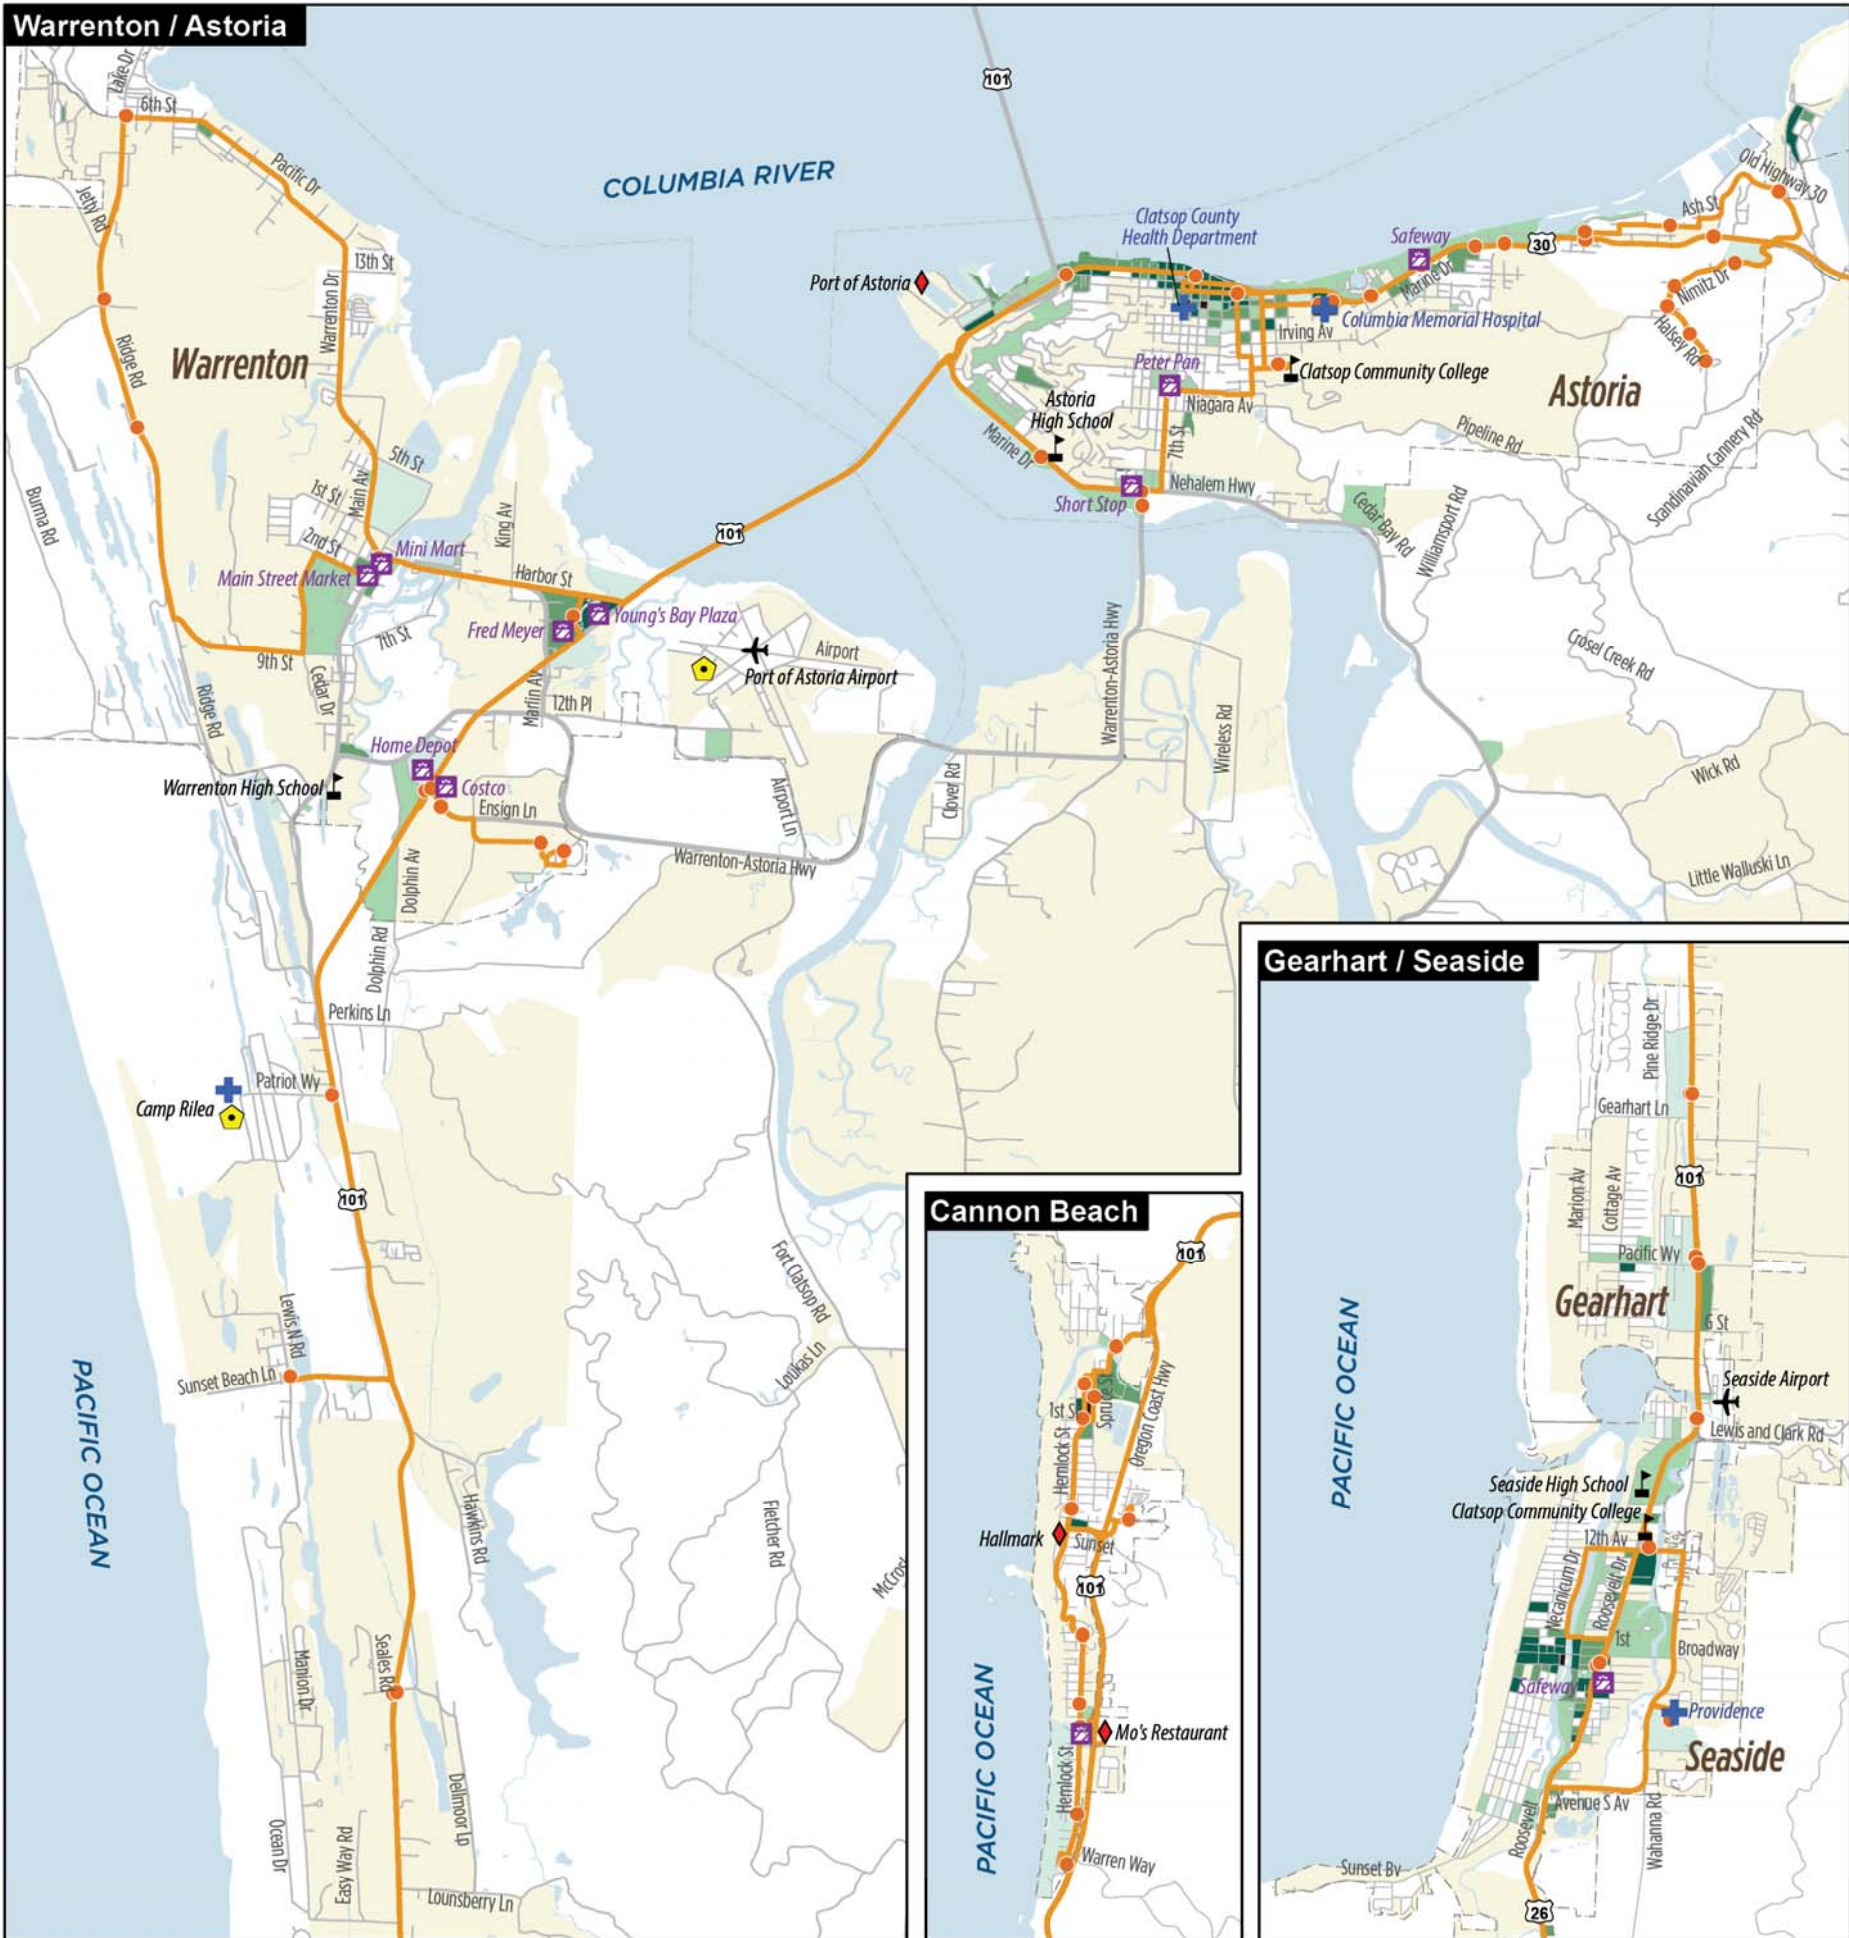 Warrenton / Astoria
Lake Dr
6th St
Pacific Dr
Jetty Rd
13th St
Warrenton Dr
Ridge Rd
Warrenton
COLUMBIA RIVER
101
Port of Astoria
Clatsop County
Health Department
Safeway
30
Marine Dr
Ash St
Old Highway 30
Nimitz Dr
Halsey Rd
Columbia Memorial Hospital
Irving Av
Clatsop Community College
Peter Pan
Niagara Av
Astoria
High School
Astoria
Marine Dr
7th St
Pipeline Rd
Scandinavian Cannery Rd
Nehalem Hwy
Short Stop
Cedar Bay Rd
Williamsport Rd
Burma Rd
5th St
1st St
Main Av
2nd St
Mini Mart
Main Street Market
King Av
Harbor St
101
Young's Bay Plaza
Fred Meyer
7th St
9th St
Cedar Dr
Ridge Rd
Marlin Av
12th Pl
Airport
Port of Astoria Airport
Warrenton-Astoria Hwy
Wireless Rd
Crosel Creek Rd
Wick Rd
Little Walluski Ln
Home Depot
Warrenton High School
Costco
Ensign Ln
Airport Ln
Clover Rd
Warrenton-Astoria Hwy
Dolphin Av
Dolphin Rd
Perkins Ln
Patriot Wy
Camp Rilea
101
Fort Clatsop Rd
Loukas Ln
Lewis N Rd
Sunset Beach Ln
PACIFIC OCEAN
Hawkins Rd
Fletcher Rd
McCro
Manion Dr
Seales Rd
Ocean Dr
Easy Way Rd
Dellmoor Lp
Lounsberry Ln
Cannon Beach
101
1st S
Spruce St
Hemlock St
Oregon Coast Hwy
Hallmark
Sunset
101
PACIFIC OCEAN
Mo's Restaurant
Hemlock St
Warren Way
Gearhart / Seaside
Pine Ridge Dr
Gearhart Ln
101
Marion Av
Cottage Av
Pacific Wy
Gearhart
G St
PACIFIC OCEAN
Seaside Airport
Lewis and Clark Rd
Seaside High School
Clatsop Community College
12th Av
Necanicum Dr
Roosevelt Dr
1st
Broadway
Safeway
Providence
Seaside
Avenue S Av
Roosevelt
Wahanna Rd
Sunset Bv
26